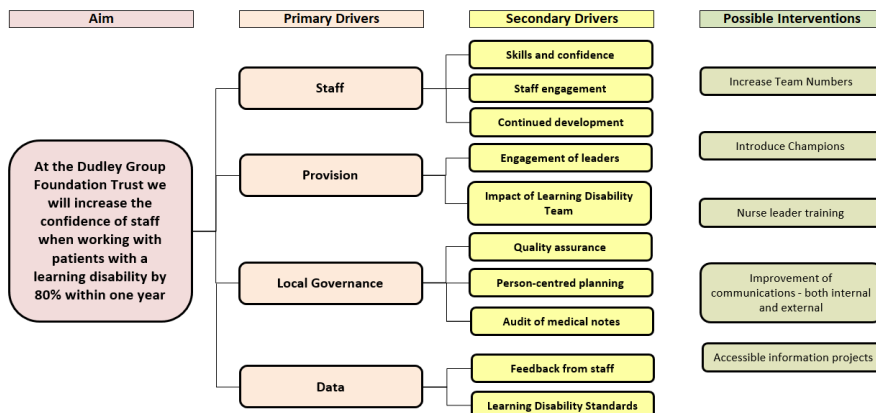 Aim
Primary Drivers
Secondary Drivers
Possible Interventions
At the Dudley Group
Foundation Trust we
will increase the
confidence of staff
when working with
patients with a
learning disability by
80% within one year
Staff
Provision
Local Governance
Data
Skills and confidence
Staff engagement
Continued development
Engagement of leaders
Impact of Learning Disability
Team
Quality assurance
Person-centred planning
Audit of medical notes
Feedback from staff
Learning Disability Standards
Increase Team Numbers
Introduce Champions
Nurse leader training
Improvement of
communications - both internal
and external
Accessible information projects